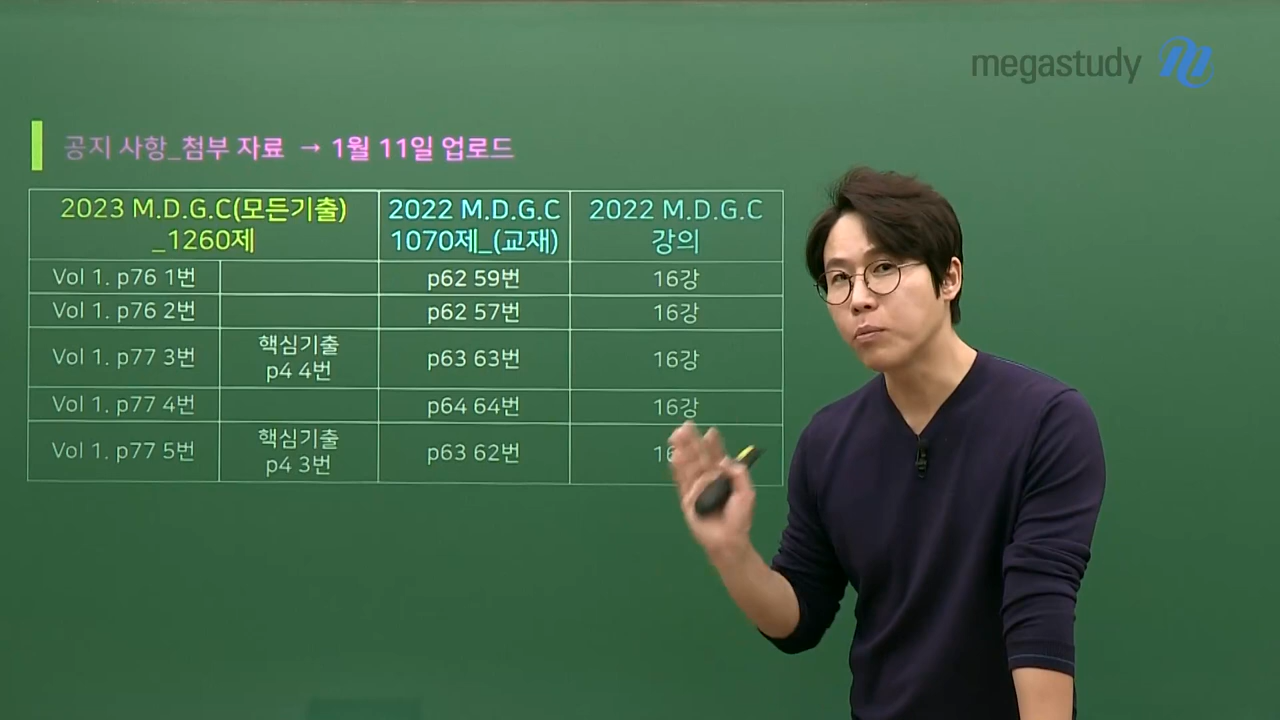 megastudy
공지 사항_첨부 자료 → 1월 11일 업로드
2023 M.D.G.C(모든기출)
_1260제
2022 M.D.G.C
1070제_(교재)
2022 M.D.G.C
강의
Vol 1. p76 1번 p62 59번 16강
Vol 1. p76 2번 p62 57번 16강
Vol 1. p77 3번 핵심기출 p4 4번 p63 63번 16강
Vol 1. p77 4번 p64 64번 16강
Vol 1. p77 5번 핵심기출 p4 3번 p63 62번 16